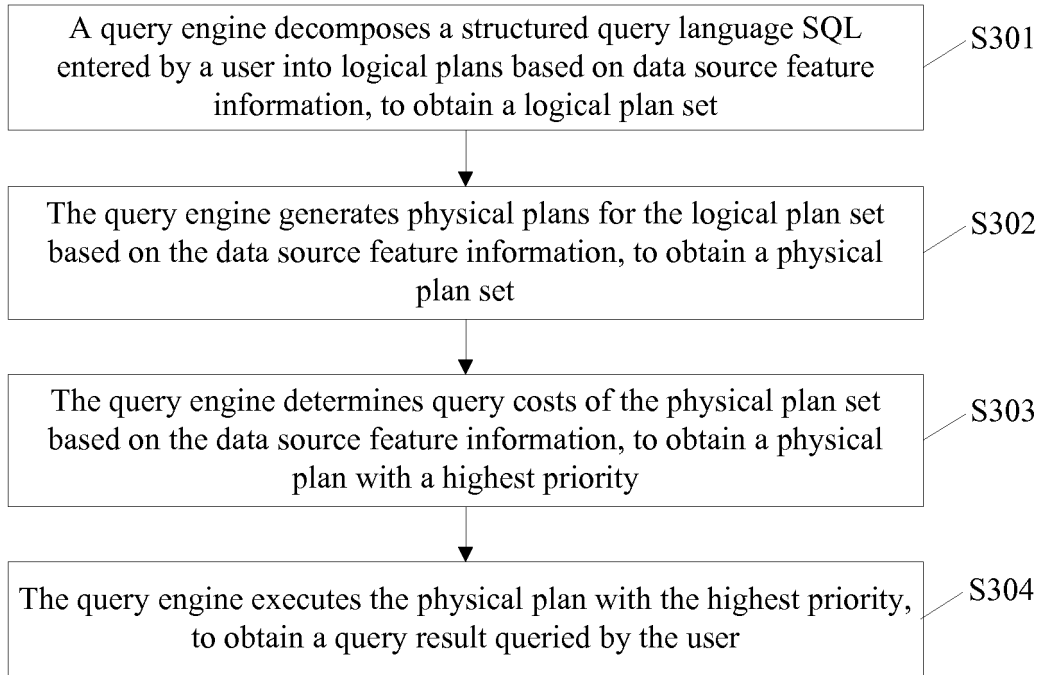 A query engine decomposes a structured query language SQL
entered by a user into logical plans based on data source feature
information, to obtain a logical plan set
S301
The query engine generates physical plans for the logical plan set
based on the data source feature information, to obtain a physical
plan set
S302
The query engine determines query costs of the physical plan set
based on the data source feature information, to obtain a physical
plan with a highest priority
S303
The query engine executes the physical plan with the highest priority,
to obtain a query result queried by the user
S304